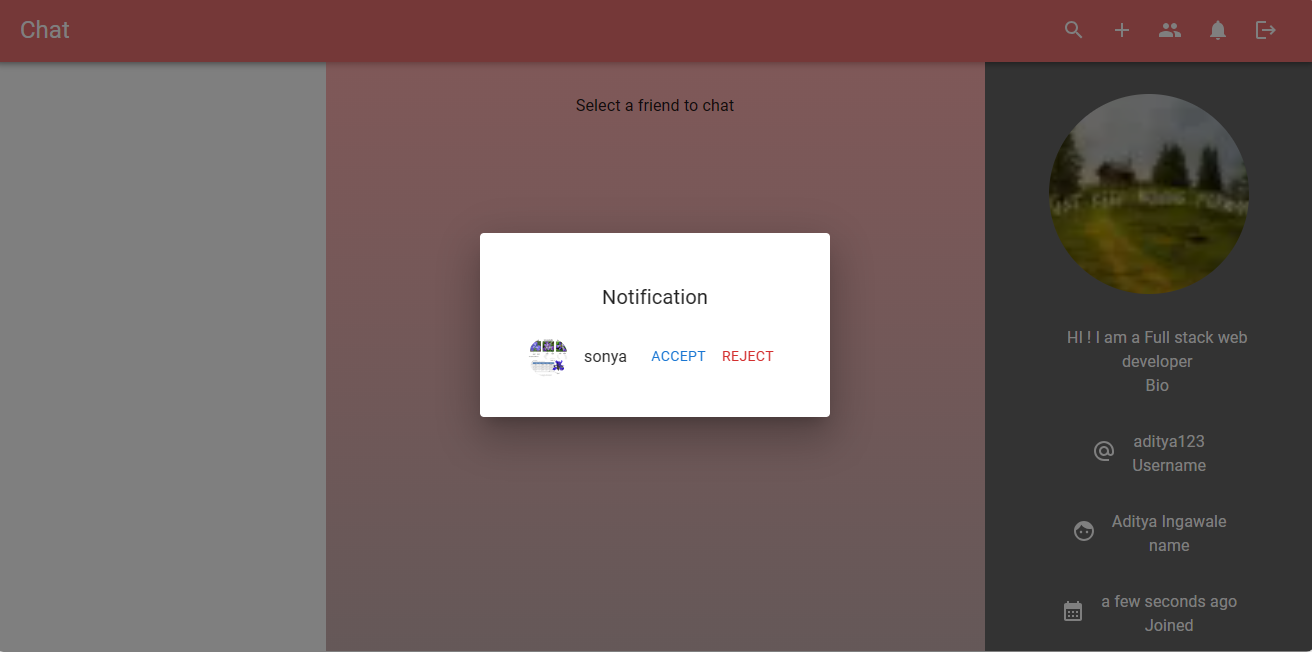 Chat
Select a friend to chat
Notification
sonya ACCEPT REJECT
HI ! I am a Full stack web
developer
Bio
aditya123
Username
Aditya Ingawale
name
a few seconds ago
Joined